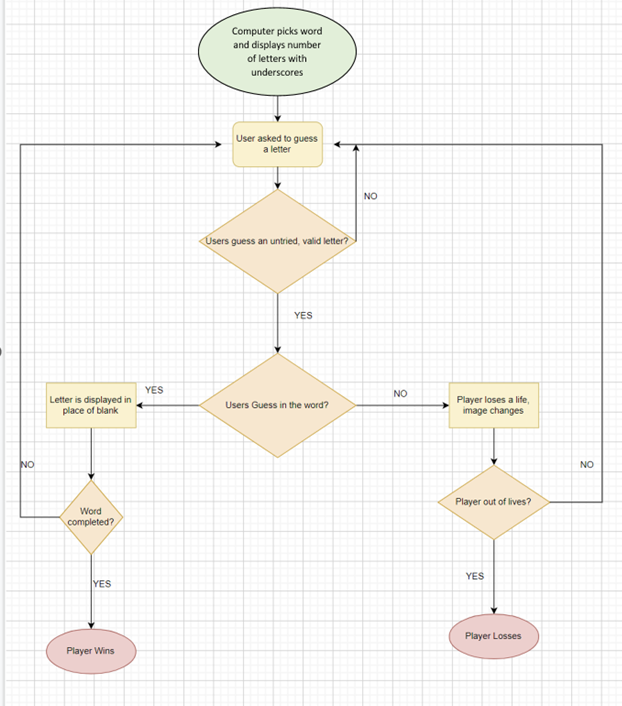 Computer picks word
and displays number
of letters with
underscores
User asked to guess
a letter
NO
Users guess an untried, valid letter?
YES
YES
Letter is displayed in
place of blank
Users Guess in the word?
NO
Player loses a life,
image changes
NO
NO
Word
completed?
Player out of lives?
YES
YES
Player Wins
Player Losses